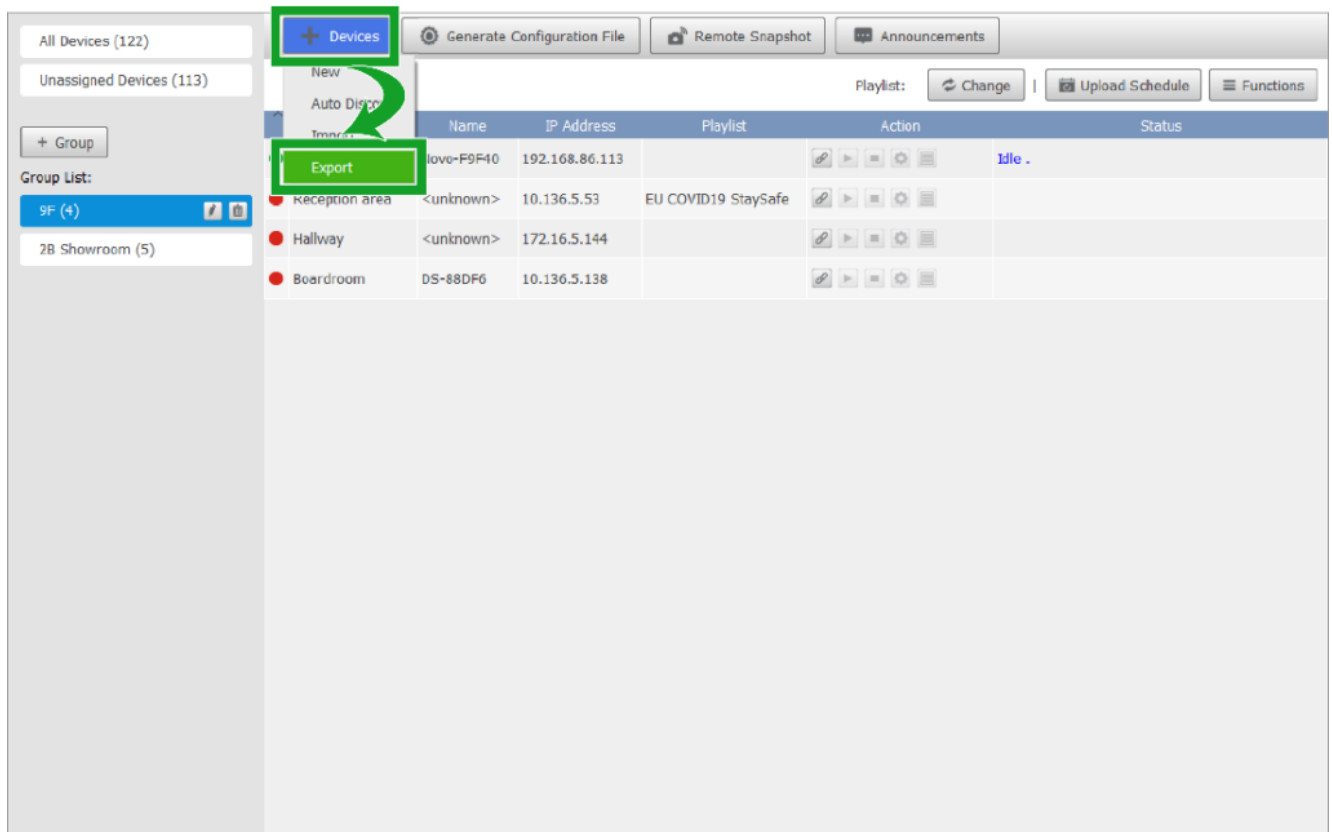 All Devices (122)
Unassigned Devices (113)
+ Group
Group List:
9F (4)
2B Showroom (5)
Devices
Generate Configuration File
Remote Snapshot
Announcements
New
Auto
Import
Export
Playlist:
Change
|
Upload Schedule
Functions
Name IP Address Playlist Action Status
192.168.86.113 Idle .
Reception area <unknown> 10.136.5.53 EU COVID19 StaySafe
Hallway <unknown> 172.16.5.144
Boardroom DS-88DF6 10.136.5.138